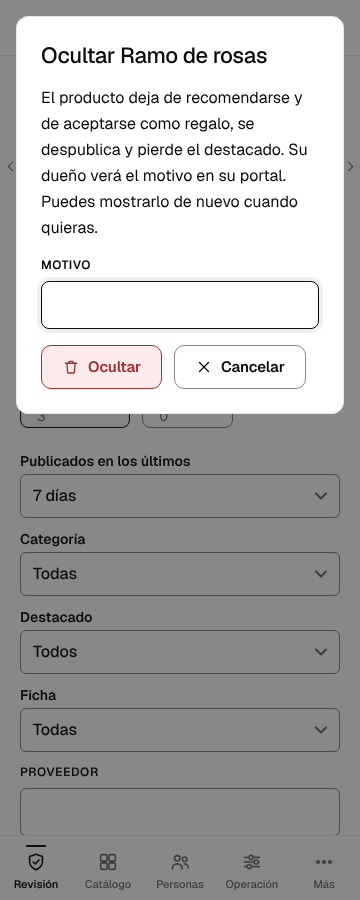 Ocultar Ramo de rosas
El producto deja de recomendarse y
de aceptarse como regalo, se
despublica y pierde el destacado. Su
dueño verá el motivo en su portal.
Puedes mostrarlo de nuevo cuando
quieras.
MOTIVO
Ocultar
Cancelar
3
0
Publicados en los últimos
7 días
Categoría
Todas
Destacado
Todos
Ficha
Todas
PROVEEDOR
Revisión
Catálogo
Personas
Operación
Más